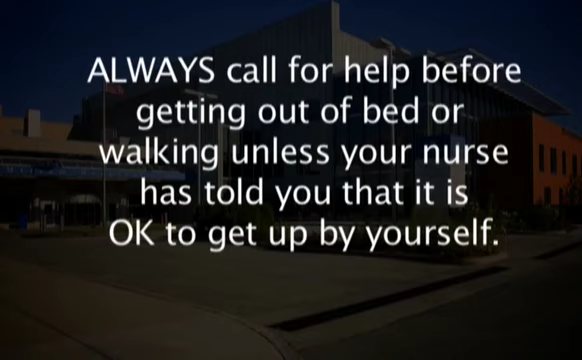 ALWAYS call for help before
getting out of bed or
walking unless your nurse
has told you that it is
OK to get up by yourself.